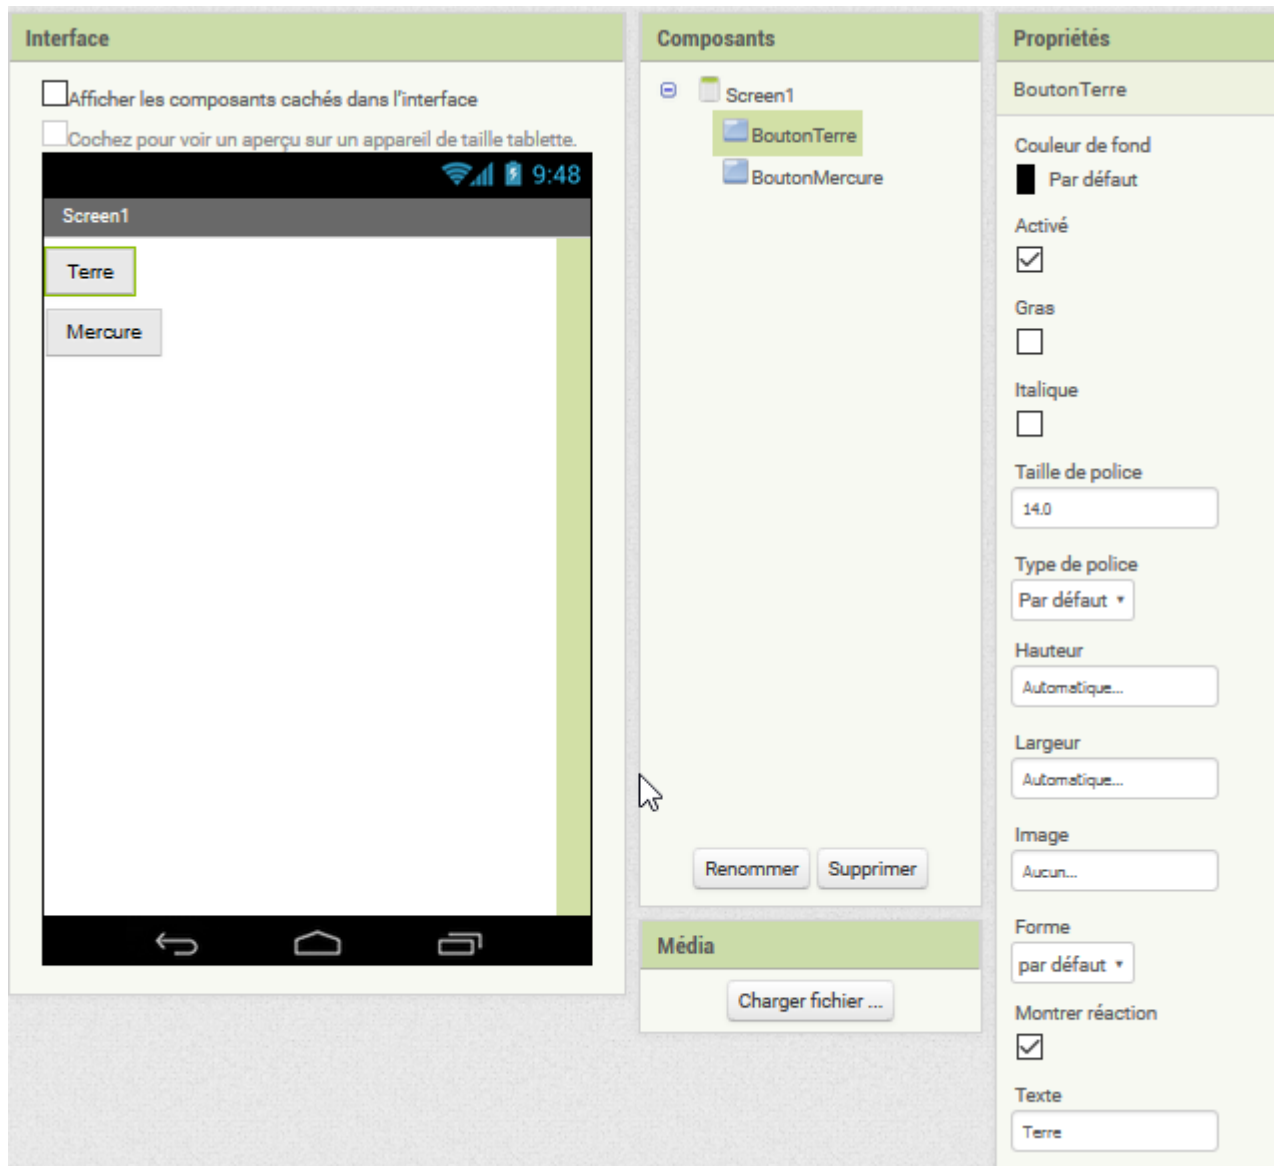 Interface
Afficher les composants cachés dans l'interface
Cochez pour voir un aperçu sur un appareil de taille tablette.
9:48
Screen1
Terre
Mercure
Composants
Screen1
BoutonTerre
BoutonMercure
Renommer Supprimer
Média
Charger fichier ...
Propriétés
BoutonTerre
Couleur de fond
Par défaut
Activé
Gras
Italique
Taille de police
14.0
Type de police
Par défaut
Hauteur
Automatique...
Largeur
Automatique...
Image
Aucun...
Forme
par défaut
Montrer réaction
Texte
Terre